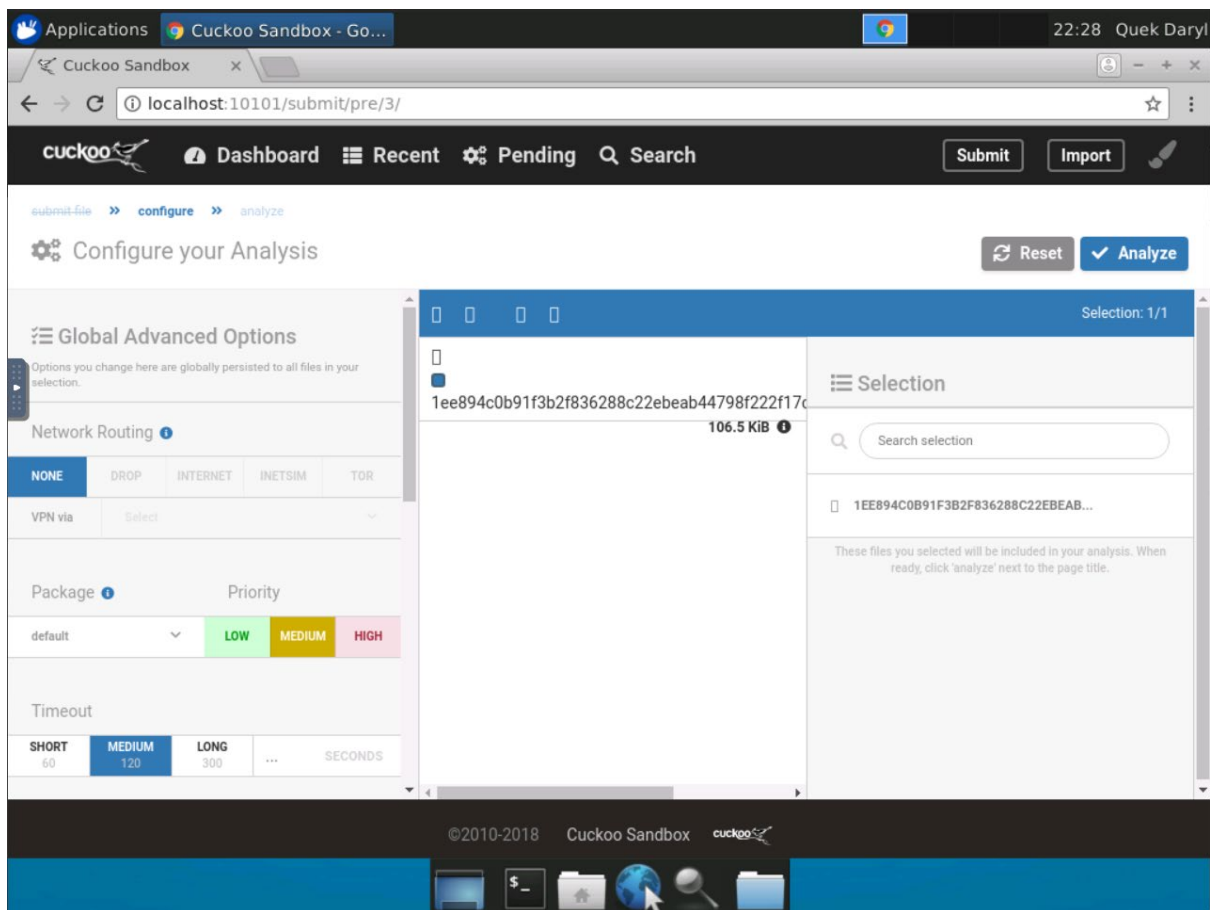 Applications Cuckoo Sandbox - Go... 22:28 Quek Daryl
Cuckoo Sandbox
localhost:10101/submit/pre/3/
cuckoo Dashboard Recent Pending Search Submit Import
submit file » configure » analyze
Configure your Analysis
Reset Analyze
Global Advanced Options
Options you change here are globally persisted to all files in your
selection.
Network Routing
NONE DROP INTERNET INETSIM TOR
VPN via Select
Package Priority
default LOW MEDIUM HIGH
Timeout
SHORT MEDIUM LONG
60 120 300 ... SECONDS
Selection: 1/1
1ee894c0b91f3b2f836288c22ebeab44798f222f17c
106.5 KiB
Selection
Search selection
1EE894C0B91F3B2F836288C22EBEAB...
These files you selected will be included in your analysis. When
ready, click 'analyze' next to the page title.
©2010-2018 Cuckoo Sandbox cuckoo
$_